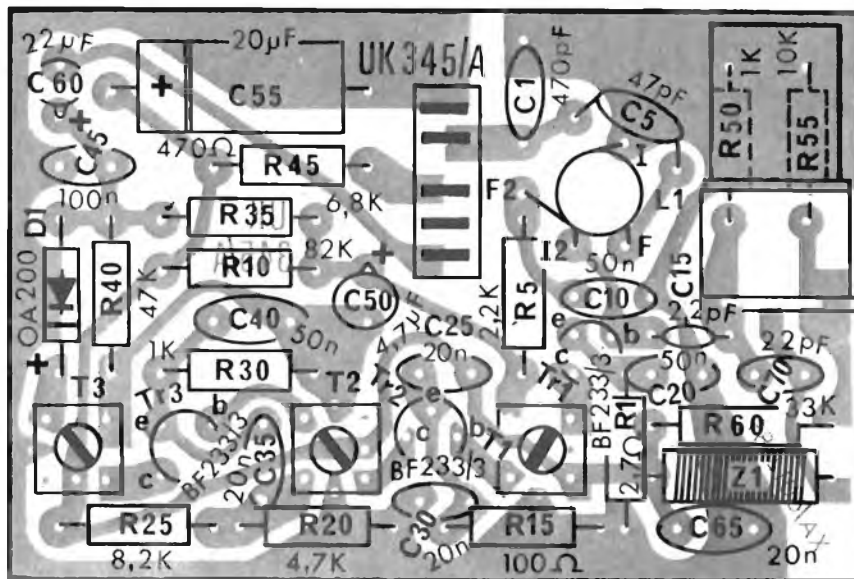 22µF
20µF
UK345/A
C60
C55
C1
470pF
47pF
C5
R50
1K
10K
R55
+
+
C45
100n
470Ω
R45
6,8K
I
F2
L1
D1
R35
82K
I2
F
50n
OA200
R40
47K
R10
+
C50
4,7µF
R5
2,2K
C10
C15
2,2pF
C40
50n
C25
20n
e
b
c
Tr1
+
1K
R30
T3
Tr3
T2
Tr2
BF233/3
50n
C20
22pF
C70
e
b
c
BF233/3
20n
C35
e
c
b
T1
BF233/3
R1
2.7Ω
R60
33K
Z1
R25
8,2K
R20
4,7K
C30
20n
R15
100Ω
C65
20n